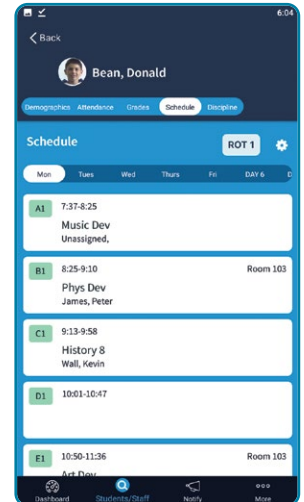 6:04
Back
Bean, Donald
Demographics Attendance Grades Schedule Discipline
Schedule
ROT 1
Mon Tues Wed Thurs Fri DAY 6 D
A1 7:37-8:25
Music Dev
Unassigned,
B1 8:25-9:10 Room 103
Phys Dev
James, Peter
C1 9:13-9:58
History 8
Wall, Kevin
D1 10:01-10:47
E1 10:50-11:36 Room 103
Art Dev
Dashboard Students/Staff Notify More